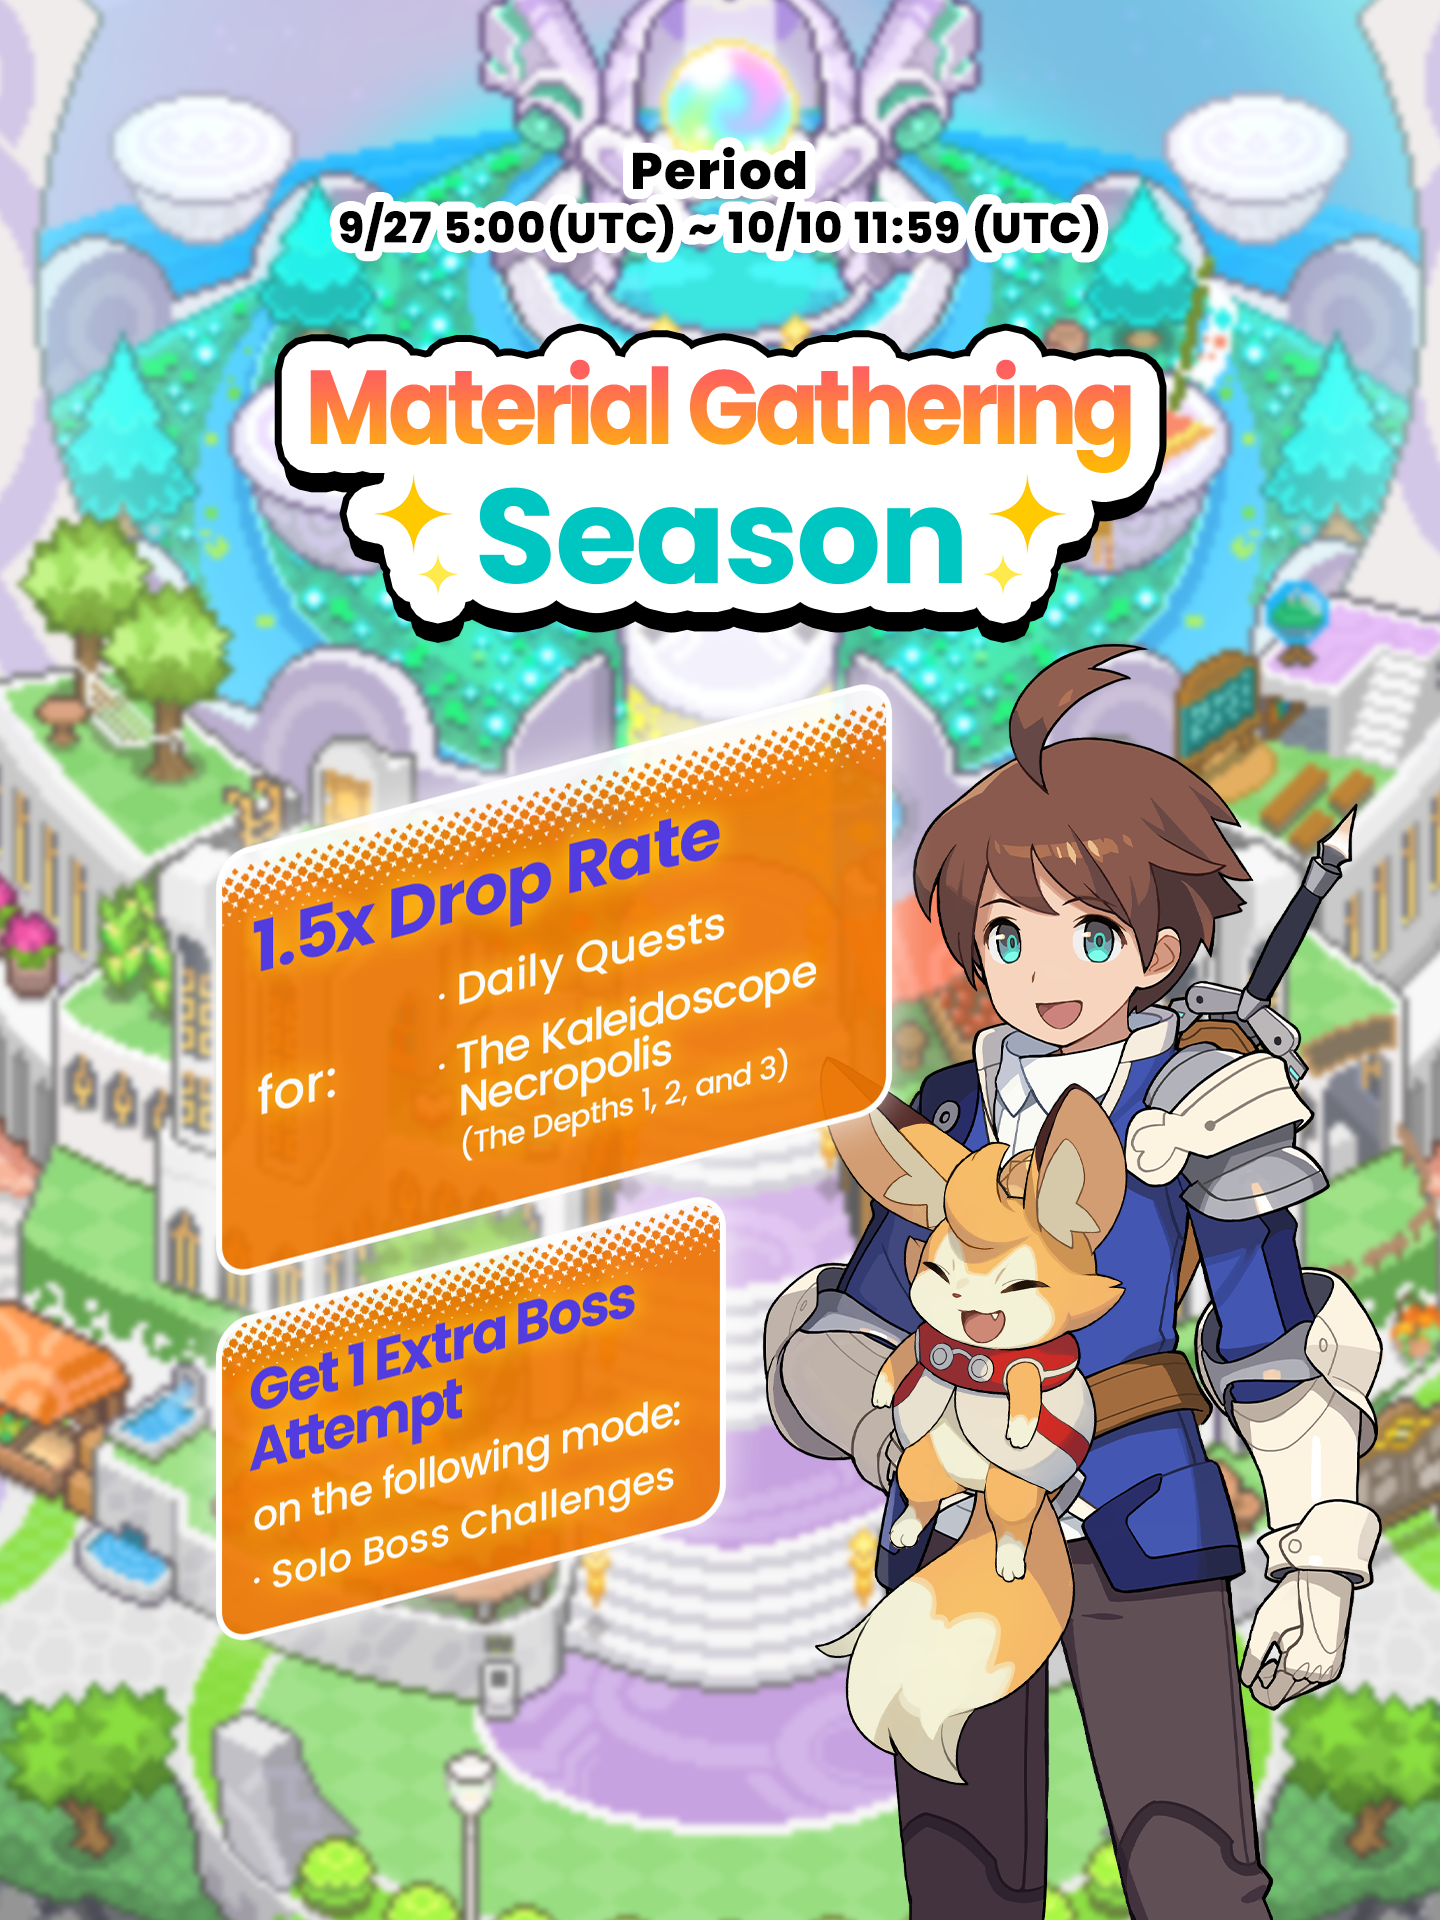 Period
9/27 5:00(UTC) ~ 10/10 11:59 (UTC)
Material Gathering
Season
1.5x Drop Rate
for:
· Daily Quests
· The Kaleidoscope
Necropolis
(The Depths 1, 2, and 3)
Get 1 Extra Boss
Attempt
on the following mode:
· Solo Boss Challenges